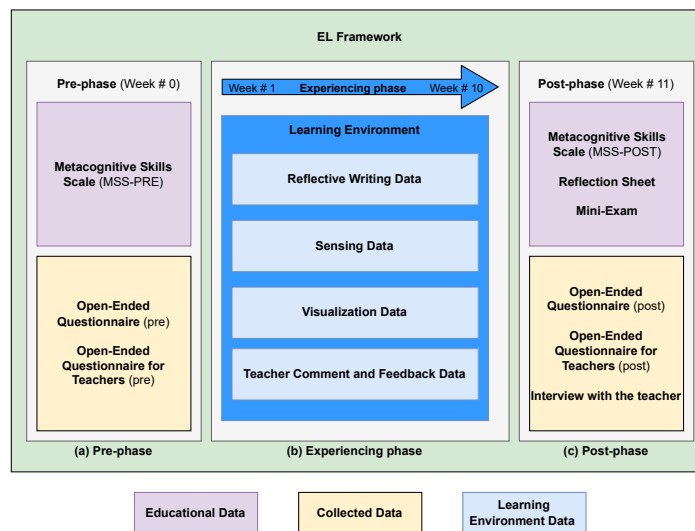 EL Framework
Pre-phase (Week # 0)
Metacognitive Skills
Scale (MSS-PRE)
Open-Ended
Questionnaire (pre)
Open-Ended
Questionnaire for
Teachers (pre)
(a) Pre-phase
Week # 1 Experiencing phase Week # 10
Learning Environment
Reflective Writing Data
Sensing Data
Visualization Data
Teacher Comment and Feedback Data
(b) Experiencing phase
Post-phase (Week # 11)
Metacognitive Skills
Scale (MSS-POST)
Reflection Sheet
Mini-Exam
Open-Ended
Questionnaire (post)
Open-Ended
Questionnaire for
Teachers (post)
Interview with the teacher
(c) Post-phase
Educational Data
Collected Data
Learning
Environment Data